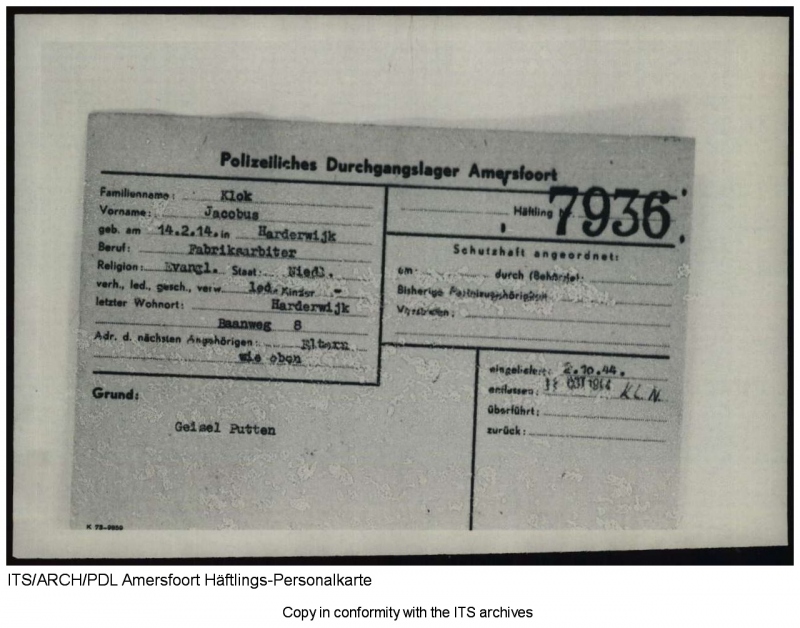 Polizeiliches Durchgangslager Amersfoort
Familienname: Klok
Vorname: Jacobus
geb. am 14.2.14. in Harderwijk
Beruf: Fabriksarbiter
Religion: Evangl. Staat: Niedl.
verh., led., gesch., verw. led. Kinder -
letzter Wohnort: Harderwijk
Baanweg 8
Adr. d. nächsten Angehörigen: Eltern
wie oben
Häftling Nr. 7936
Schutzhaft angeordnet:
am: durch (Behörde):
Bisherige Parteizugehörigkeit
Vorstrafen:
Grund:
Geisel Putten
eingeliefert: 2.10.44.
entlassen: OKT 1944 K.L.N.
überführt:
zurück:
ITS/ARCH/PDL Amersfoort Häftlings-Personalkarte
Copy in conformity with the ITS archives